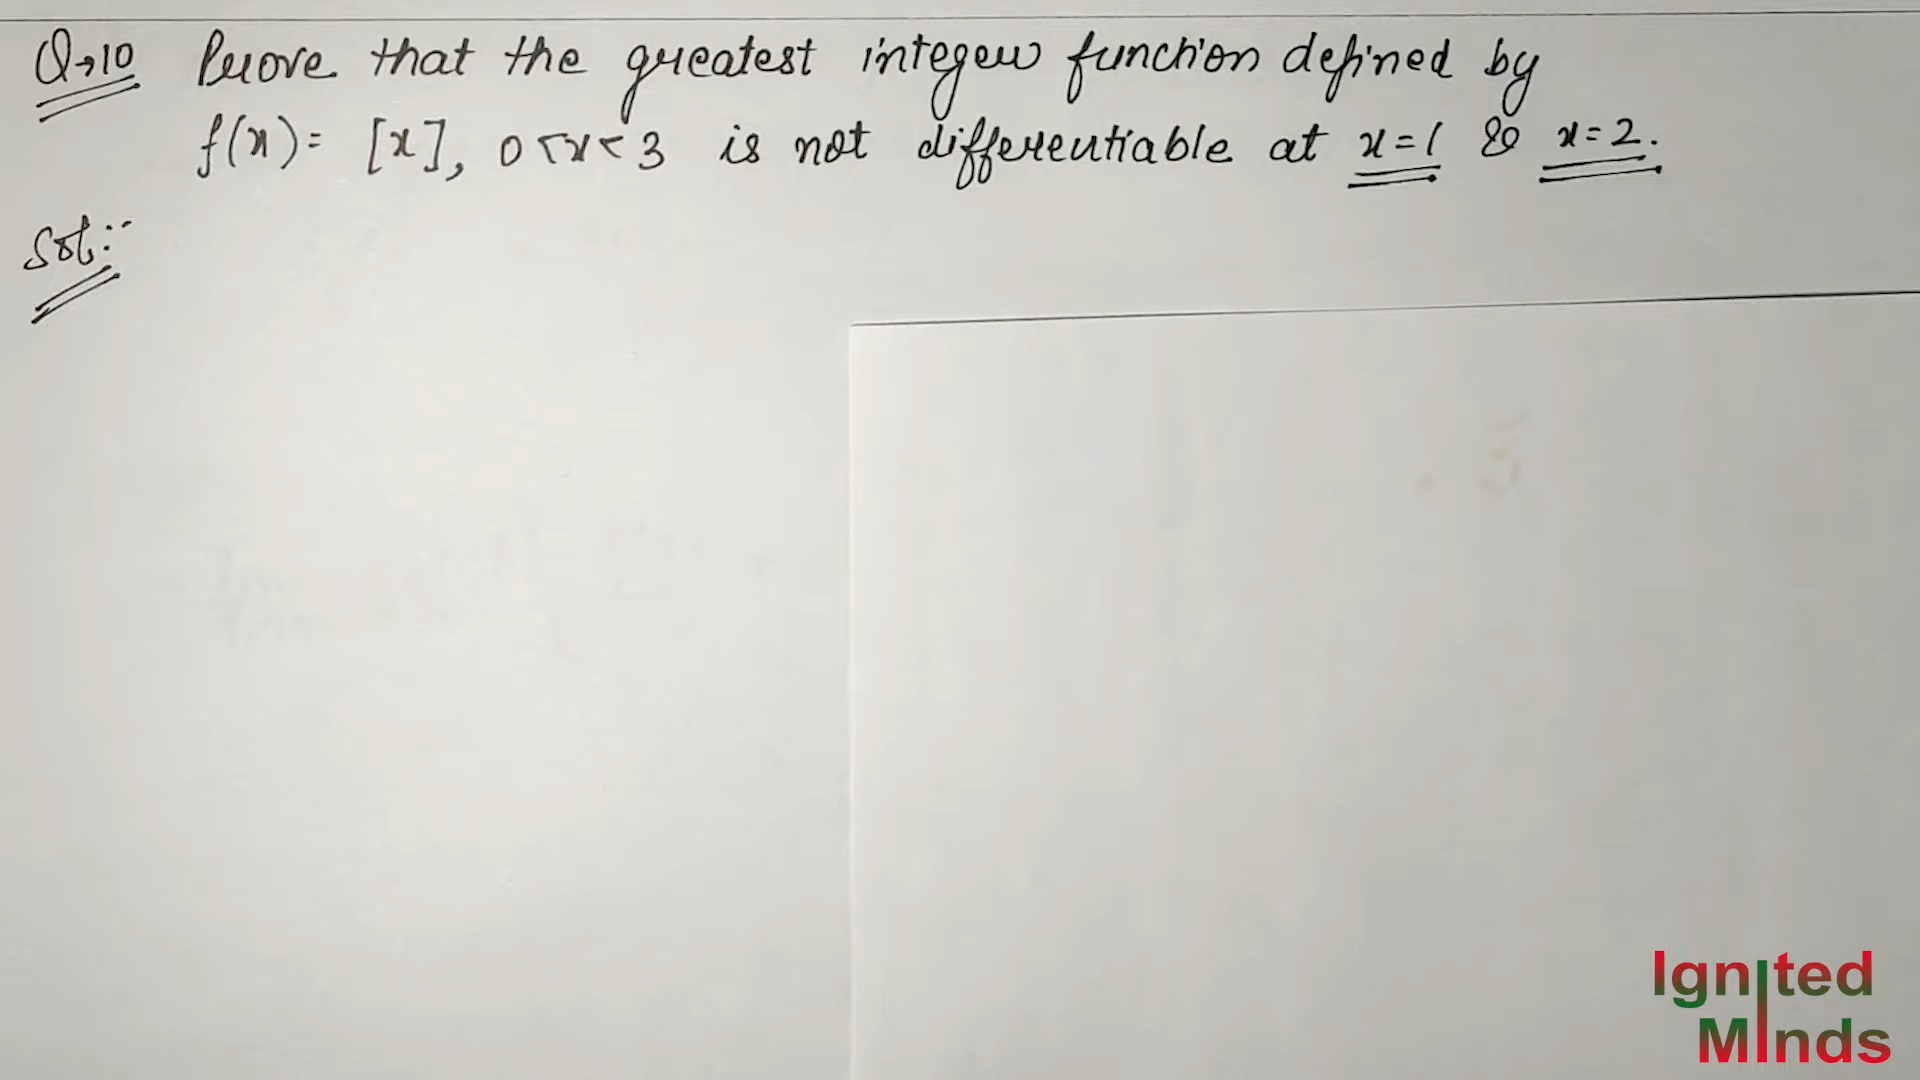 Q→10 Prove that the greatest integer function defined by
f(x) = [x], 0<x<3 is not differentiable at x=1 & x=2.
Sol:-
Ignited
Minds